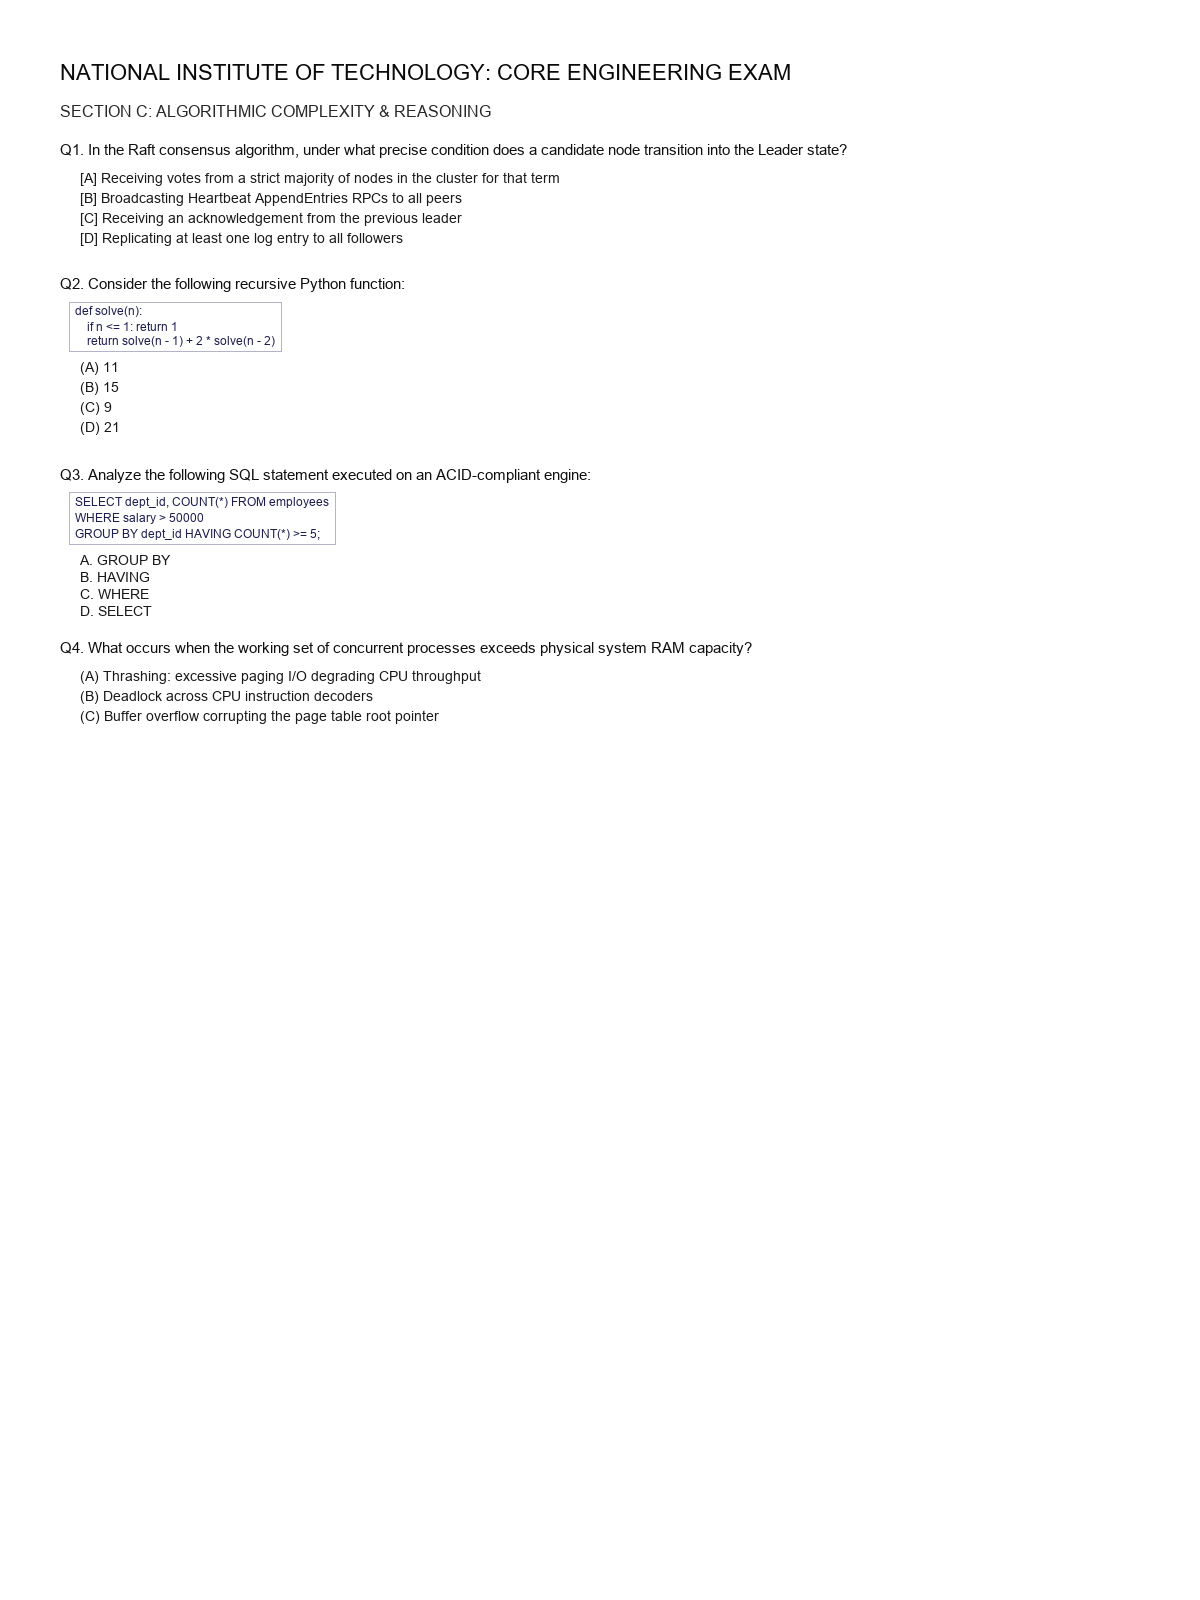 NATIONAL INSTITUTE OF TECHNOLOGY: CORE ENGINEERING EXAM
SECTION C: ALGORITHMIC COMPLEXITY & REASONING
Q1. In the Raft consensus algorithm, under what precise condition does a candidate node transition into the Leader state?
[A] Receiving votes from a strict majority of nodes in the cluster for that term
[B] Broadcasting Heartbeat AppendEntries RPCs to all peers
[C] Receiving an acknowledgement from the previous leader
[D] Replicating at least one log entry to all followers
Q2. Consider the following recursive Python function:
def solve(n):
    if n <= 1: return 1
    return solve(n - 1) + 2 * solve(n - 2)
(A) 11
(B) 15
(C) 9
(D) 21
Q3. Analyze the following SQL statement executed on an ACID-compliant engine:
SELECT dept_id, COUNT(*) FROM employees
WHERE salary > 50000
GROUP BY dept_id HAVING COUNT(*) >= 5;
A. GROUP BY
B. HAVING
C. WHERE
D. SELECT
Q4. What occurs when the working set of concurrent processes exceeds physical system RAM capacity?
(A) Thrashing: excessive paging I/O degrading CPU throughput
(B) Deadlock across CPU instruction decoders
(C) Buffer overflow corrupting the page table root pointer